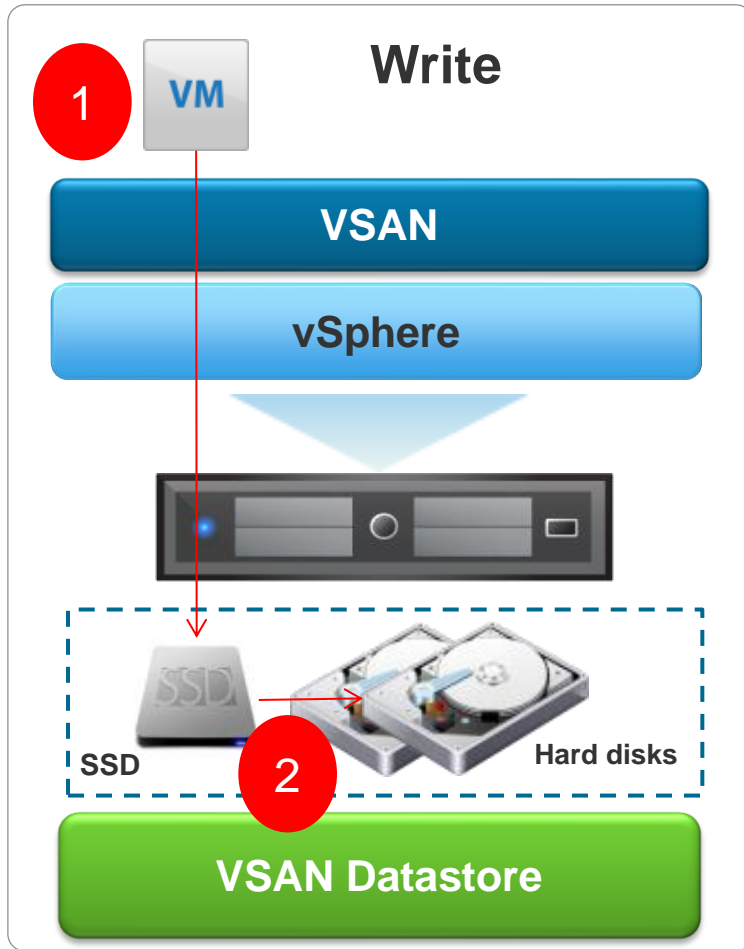 Write
1
VM
VSAN
vSphere
SSD
SSD
Hard disks
2
VSAN Datastore